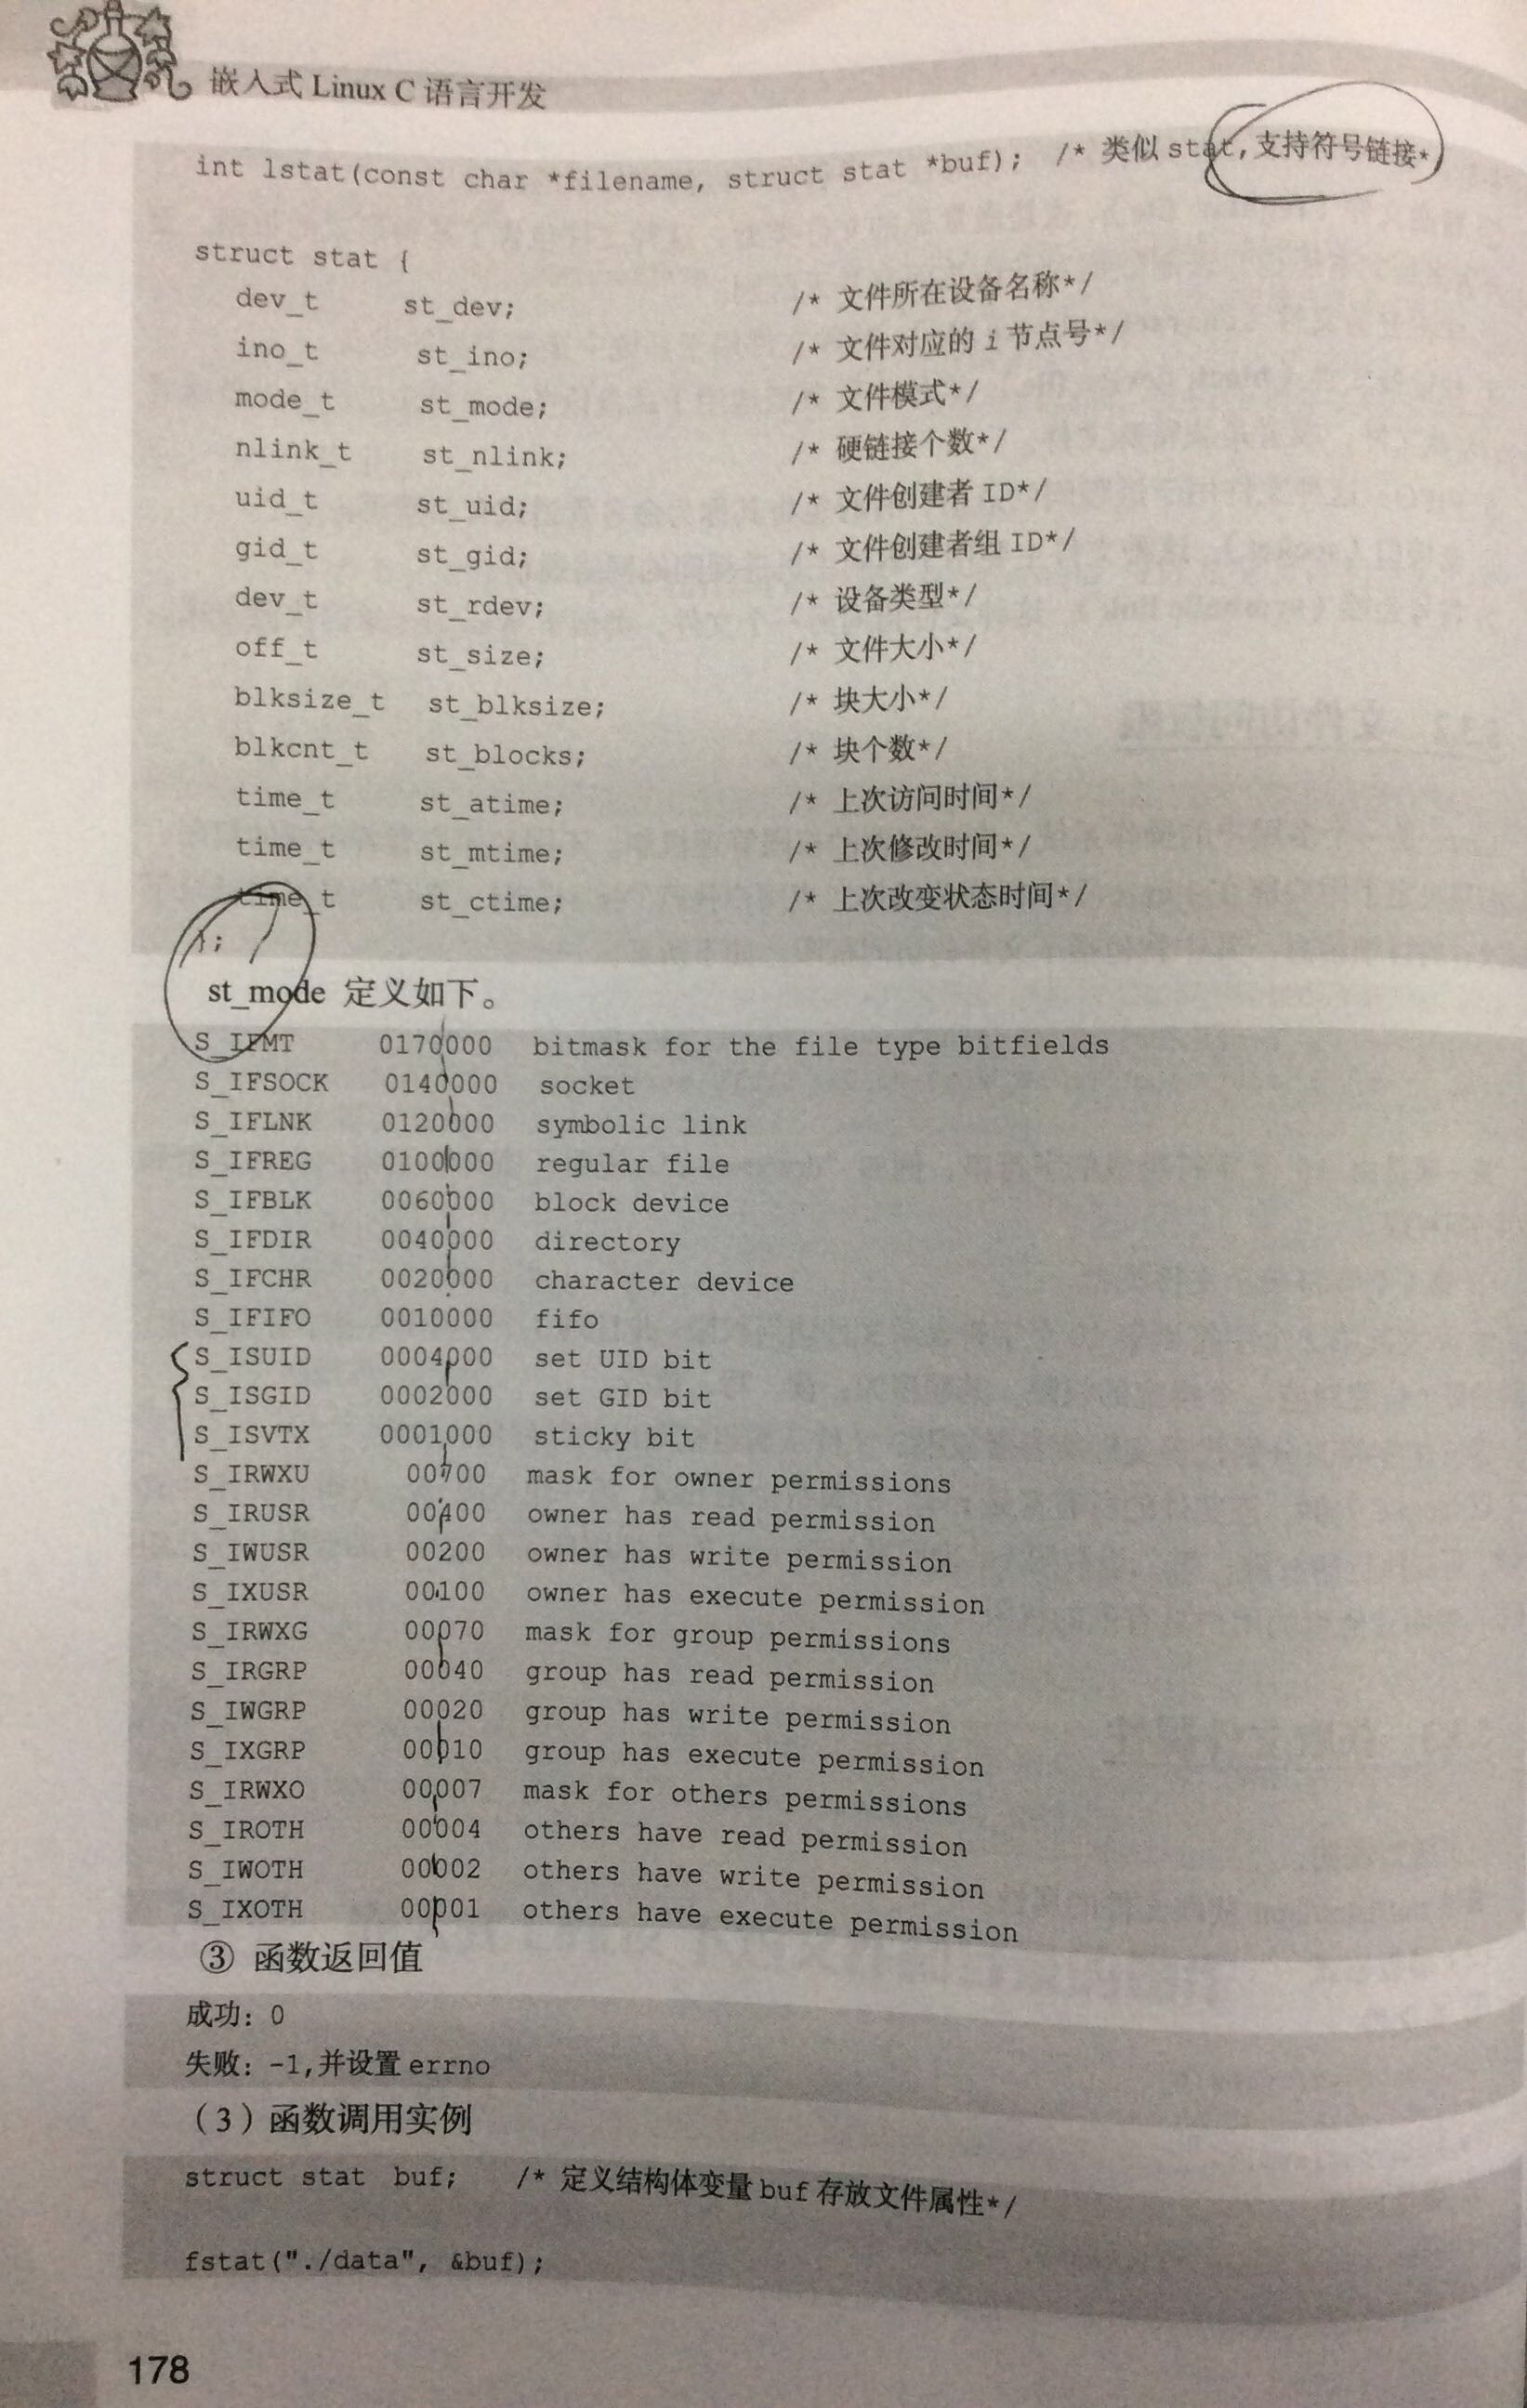 嵌入式 Linux C 语言开发
int lstat(const char *filename, struct stat *buf); /* 类似 stat,支持符号链接*
struct stat {
dev_t st_dev; /* 文件所在设备名称*/
ino_t st_ino; /* 文件对应的 i 节点号*/
mode_t st_mode; /* 文件模式*/
nlink_t st_nlink; /* 硬链接个数*/
uid_t st_uid; /* 文件创建者 ID*/
gid_t st_gid; /* 文件创建者组 ID*/
dev_t st_rdev; /* 设备类型*/
off_t st_size; /* 文件大小*/
blksize_t st_blksize; /* 块大小*/
blkcnt_t st_blocks; /* 块个数*/
time_t st_atime; /* 上次访问时间*/
time_t st_mtime; /* 上次修改时间*/
time_t st_ctime; /* 上次改变状态时间*/
};
st_mode 定义如下。
S_IFMT 0170000 bitmask for the file type bitfields
S_IFSOCK 0140000 socket
S_IFLNK 0120000 symbolic link
S_IFREG 0100000 regular file
S_IFBLK 0060000 block device
S_IFDIR 0040000 directory
S_IFCHR 0020000 character device
S_IFIFO 0010000 fifo
S_ISUID 0004000 set UID bit
S_ISGID 0002000 set GID bit
S_ISVTX 0001000 sticky bit
S_IRWXU 00700 mask for owner permissions
S_IRUSR 00400 owner has read permission
S_IWUSR 00200 owner has write permission
S_IXUSR 00100 owner has execute permission
S_IRWXG 00070 mask for group permissions
S_IRGRP 00040 group has read permission
S_IWGRP 00020 group has write permission
S_IXGRP 00010 group has execute permission
S_IRWXO 00007 mask for others permissions
S_IROTH 00004 others have read permission
S_IWOTH 00002 others have write permission
S_IXOTH 00001 others have execute permission
③ 函数返回值
成功: 0
失败: -1,并设置 errno
（3）函数调用实例
struct stat buf; /* 定义结构体变量 buf 存放文件属性*/
fstat("./data", &buf);
178